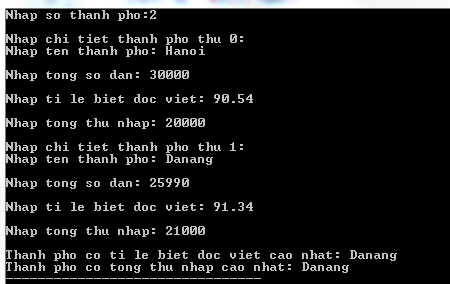 Nhap so thanh pho:2
Nhap chi tiet thanh pho thu 0:
Nhap ten thanh pho: Hanoi
Nhap tong so dan: 30000
Nhap ti le biet doc viet: 90.54
Nhap tong thu nhap: 20000
Nhap chi tiet thanh pho thu 1:
Nhap ten thanh pho: Danang
Nhap tong so dan: 25990
Nhap ti le biet doc viet: 91.34
Nhap tong thu nhap: 21000
Thanh pho co ti le biet doc viet cao nhat: Danang
Thanh pho co tong thu nhap cao nhat: Danang
--------------------------------